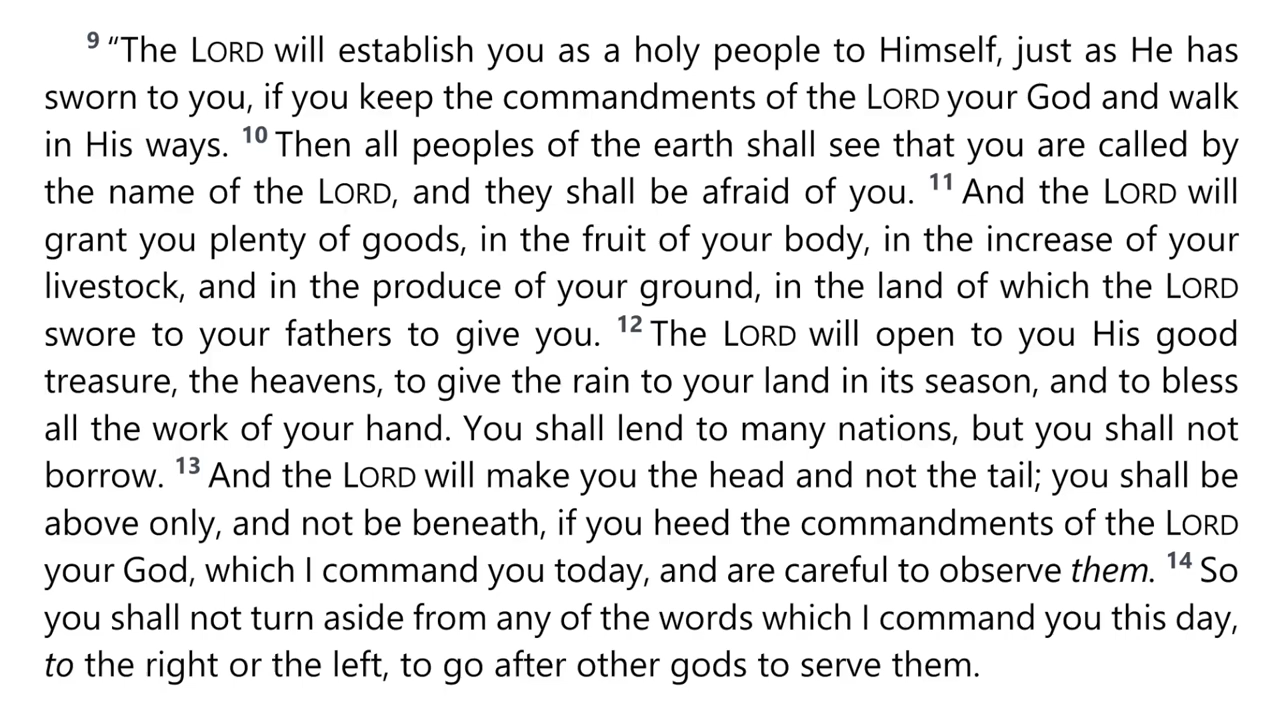 9 “The LORD will establish you as a holy people to Himself, just as He has
sworn to you, if you keep the commandments of the LORD your God and walk
in His ways. 10 Then all peoples of the earth shall see that you are called by
the name of the LORD, and they shall be afraid of you. 11 And the LORD will
grant you plenty of goods, in the fruit of your body, in the increase of your
livestock, and in the produce of your ground, in the land of which the LORD
swore to your fathers to give you. 12 The LORD will open to you His good
treasure, the heavens, to give the rain to your land in its season, and to bless
all the work of your hand. You shall lend to many nations, but you shall not
borrow. 13 And the LORD will make you the head and not the tail; you shall be
above only, and not be beneath, if you heed the commandments of the LORD
your God, which I command you today, and are careful to observe them. 14 So
you shall not turn aside from any of the words which I command you this day,
to the right or the left, to go after other gods to serve them.